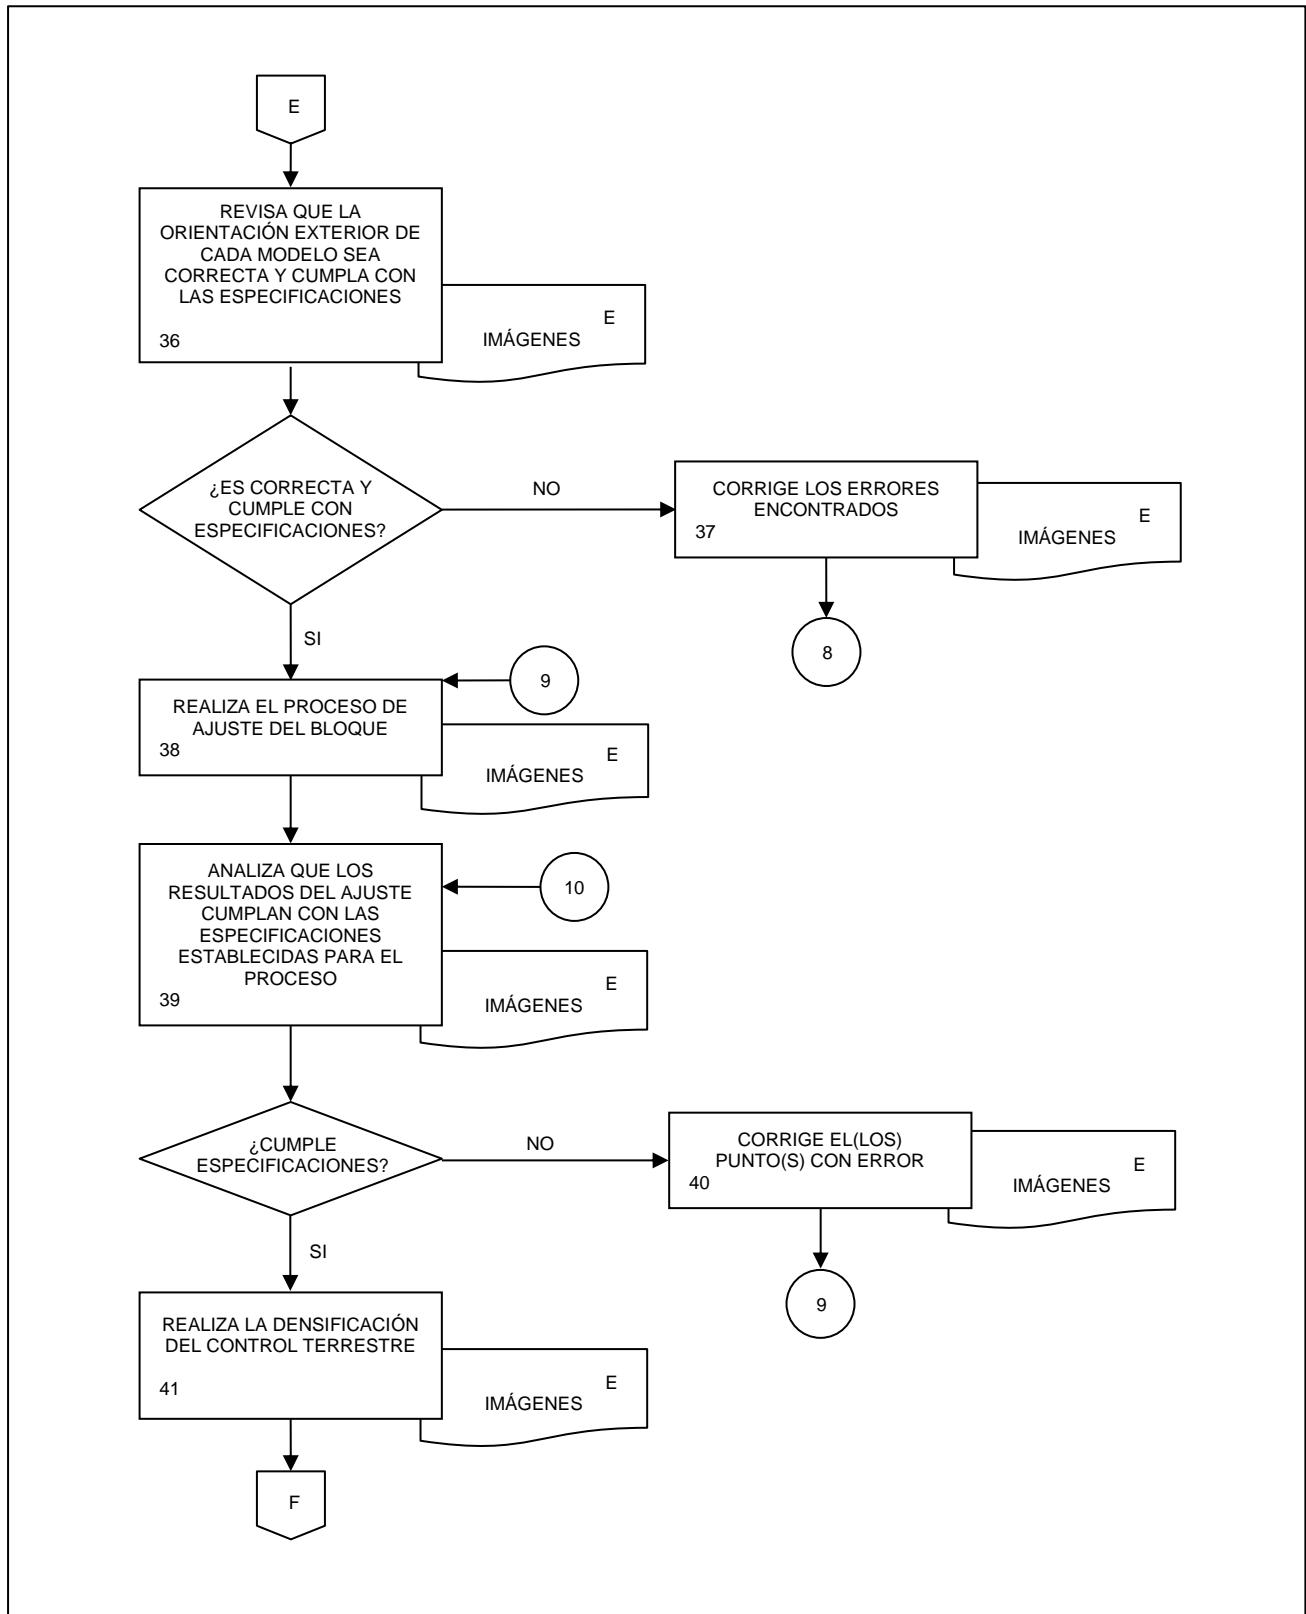 E
REVISA QUE LA
ORIENTACIÓN EXTERIOR DE
CADA MODELO SEA
CORRECTA Y CUMPLA CON
LAS ESPECIFICACIONES
36
E
IMÁGENES
¿ES CORRECTA Y
CUMPLE CON
ESPECIFICACIONES?
NO
CORRIGE LOS ERRORES
ENCONTRADOS
37
E
IMÁGENES
8
SI
9
REALIZA EL PROCESO DE
AJUSTE DEL BLOQUE
38
E
IMÁGENES
ANALIZA QUE LOS
RESULTADOS DEL AJUSTE
CUMPLAN CON LAS
ESPECIFICACIONES
ESTABLECIDAS PARA EL
PROCESO
39
10
E
IMÁGENES
¿CUMPLE
ESPECIFICACIONES?
NO
CORRIGE EL(LOS)
PUNTO(S) CON ERROR
40
E
IMÁGENES
9
SI
REALIZA LA DENSIFICACIÓN
DEL CONTROL TERRESTRE
41
E
IMÁGENES
F